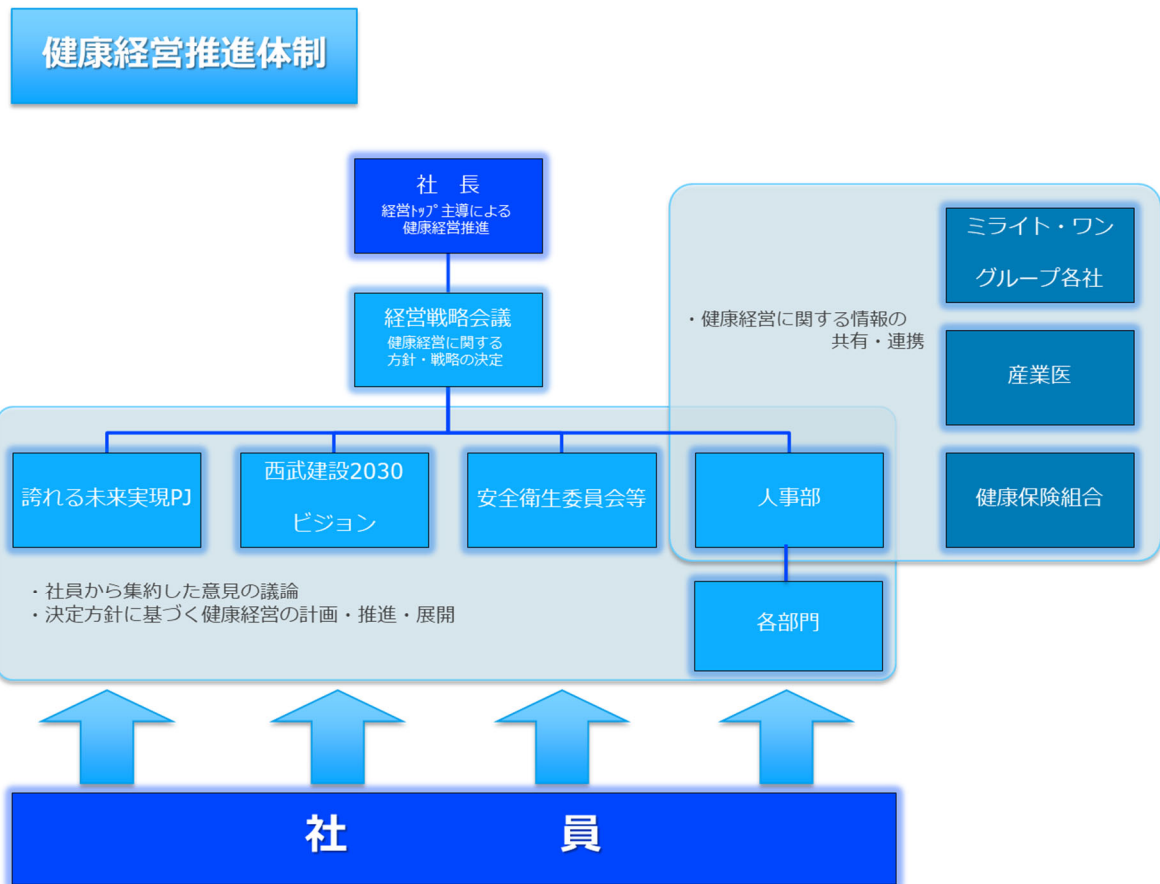 健康経営推進体制
社　長
経営ﾄｯﾌﾟ主導による
健康経営推進
経営戦略会議
健康経営に関する
方針・戦略の決定
・健康経営に関する情報の
共有・連携
ミライト・ワン
グループ各社
産業医
健康保険組合
誇れる未来実現PJ
西武建設2030
ビジョン
安全衛生委員会等
人事部
・社員から集約した意見の議論
・決定方針に基づく健康経営の計画・推進・展開
各部門
社　員